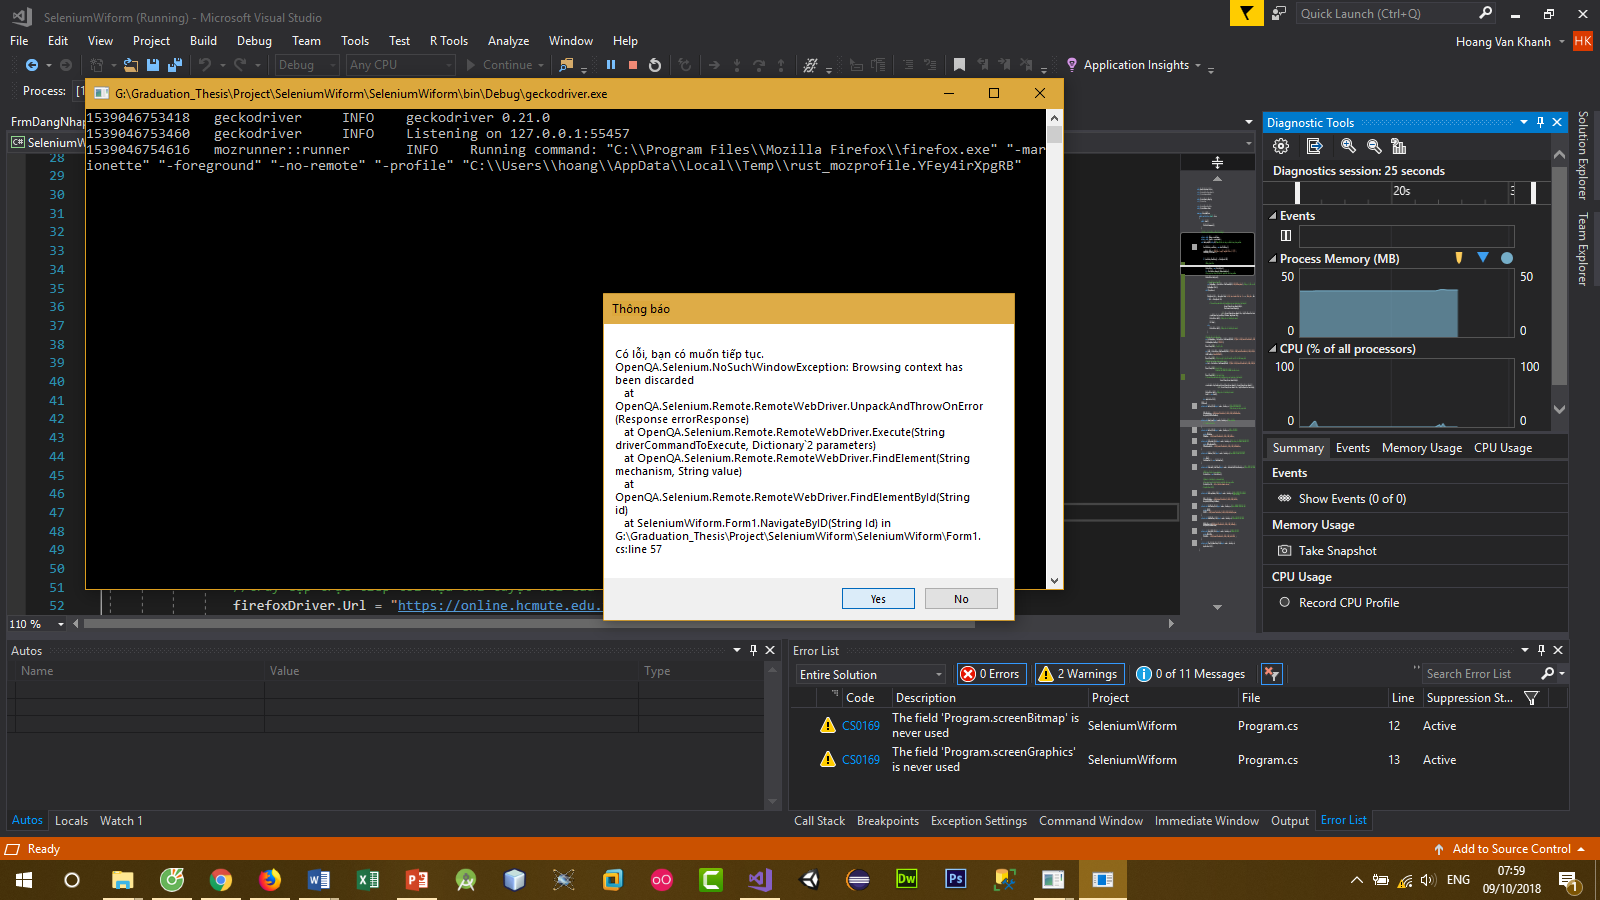 SeleniumWiform (Running) - Microsoft Visual Studio
Quick Launch (Ctrl+Q)
File Edit View Project Build Debug Team Tools Test R Tools Analyze Window Help
Hoang Van Khanh HK
Debug Any CPU Continue Application Insights
Process:
G:\Graduation_Thesis\Project\SeleniumWiform\SeleniumWiform\bin\Debug\geckodriver.exe
FrmDangNhap
SeleniumW
1539046753418 geckodriver INFO geckodriver 0.21.0
1539046753460 geckodriver INFO Listening on 127.0.0.1:55457
1539046754616 mozrunner::runner INFO Running command: "C:\\Program Files\\Mozilla Firefox\\firefox.exe" "-mar
ionette" "-foreground" "-no-remote" "-profile" "C:\\Users\\hoang\\AppData\\Local\\Temp\\rust_mozprofile.YFey4irXpgRB"
28
29
30
31
32
33
34
35
36
37
38
39
40
41
42
43
44
45
46
47
48
49
50
51
52 firefoxDriver.Url = "https://online.hcmute.edu.
110 %
Thông báo
Có lỗi, bạn có muốn tiếp tục.
OpenQA.Selenium.NoSuchWindowException: Browsing context has
been discarded
at
OpenQA.Selenium.Remote.RemoteWebDriver.UnpackAndThrowOnError
(Response errorResponse)
at OpenQA.Selenium.Remote.RemoteWebDriver.Execute(String
driverCommandToExecute, Dictionary`2 parameters)
at OpenQA.Selenium.Remote.RemoteWebDriver.FindElement(String
mechanism, String value)
at
OpenQA.Selenium.Remote.RemoteWebDriver.FindElementById(String
id)
at SeleniumWiform.Form1.NavigateByID(String Id) in
G:\Graduation_Thesis\Project\SeleniumWiform\SeleniumWiform\Form1.
cs:line 57
Yes No
Diagnostic Tools
Diagnostics session: 25 seconds
20s
Events
Process Memory (MB)
50 50
0 0
CPU (% of all processors)
100 100
0 0
Summary Events Memory Usage CPU Usage
Events
Show Events (0 of 0)
Memory Usage
Take Snapshot
CPU Usage
Record CPU Profile
Solution Explorer
Team Explorer
Autos
Name Value Type
Autos Locals Watch 1
Error List
Entire Solution 0 Errors 2 Warnings 0 of 11 Messages Search Error List
Code Description Project File Line Suppression St...
CS0169 The field 'Program.screenBitmap' is never used SeleniumWiform Program.cs 12 Active
CS0169 The field 'Program.screenGraphics' is never used SeleniumWiform Program.cs 13 Active
Call Stack Breakpoints Exception Settings Command Window Immediate Window Output Error List
Ready
Add to Source Control
ENG
07:59
09/10/2018
1